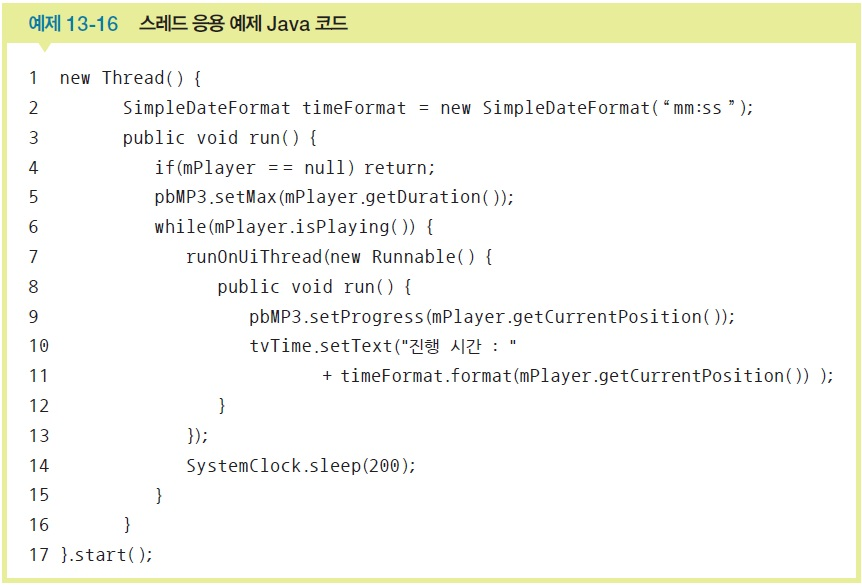 예제 13-16 스레드 응용 예제 Java 코드
1 new Thread() {
2 SimpleDateFormat timeFormat = new SimpleDateFormat(“mm:ss”);
3 public void run() {
4 if(mPlayer == null) return;
5 pbMP3.setMax(mPlayer.getDuration());
6 while(mPlayer.isPlaying()) {
7 runOnUiThread(new Runnable() {
8 public void run() {
9 pbMP3.setProgress(mPlayer.getCurrentPosition());
10 tvTime.setText("진행 시간 : "
11 + timeFormat.format(mPlayer.getCurrentPosition()) );
12 }
13 });
14 SystemClock.sleep(200);
15 }
16 }
17 }.start();